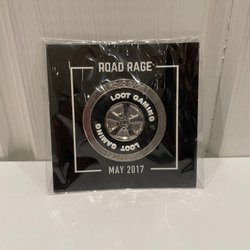 ROAD RAGE
LOOT GAMING
LOOT GAMING
MAY 2017